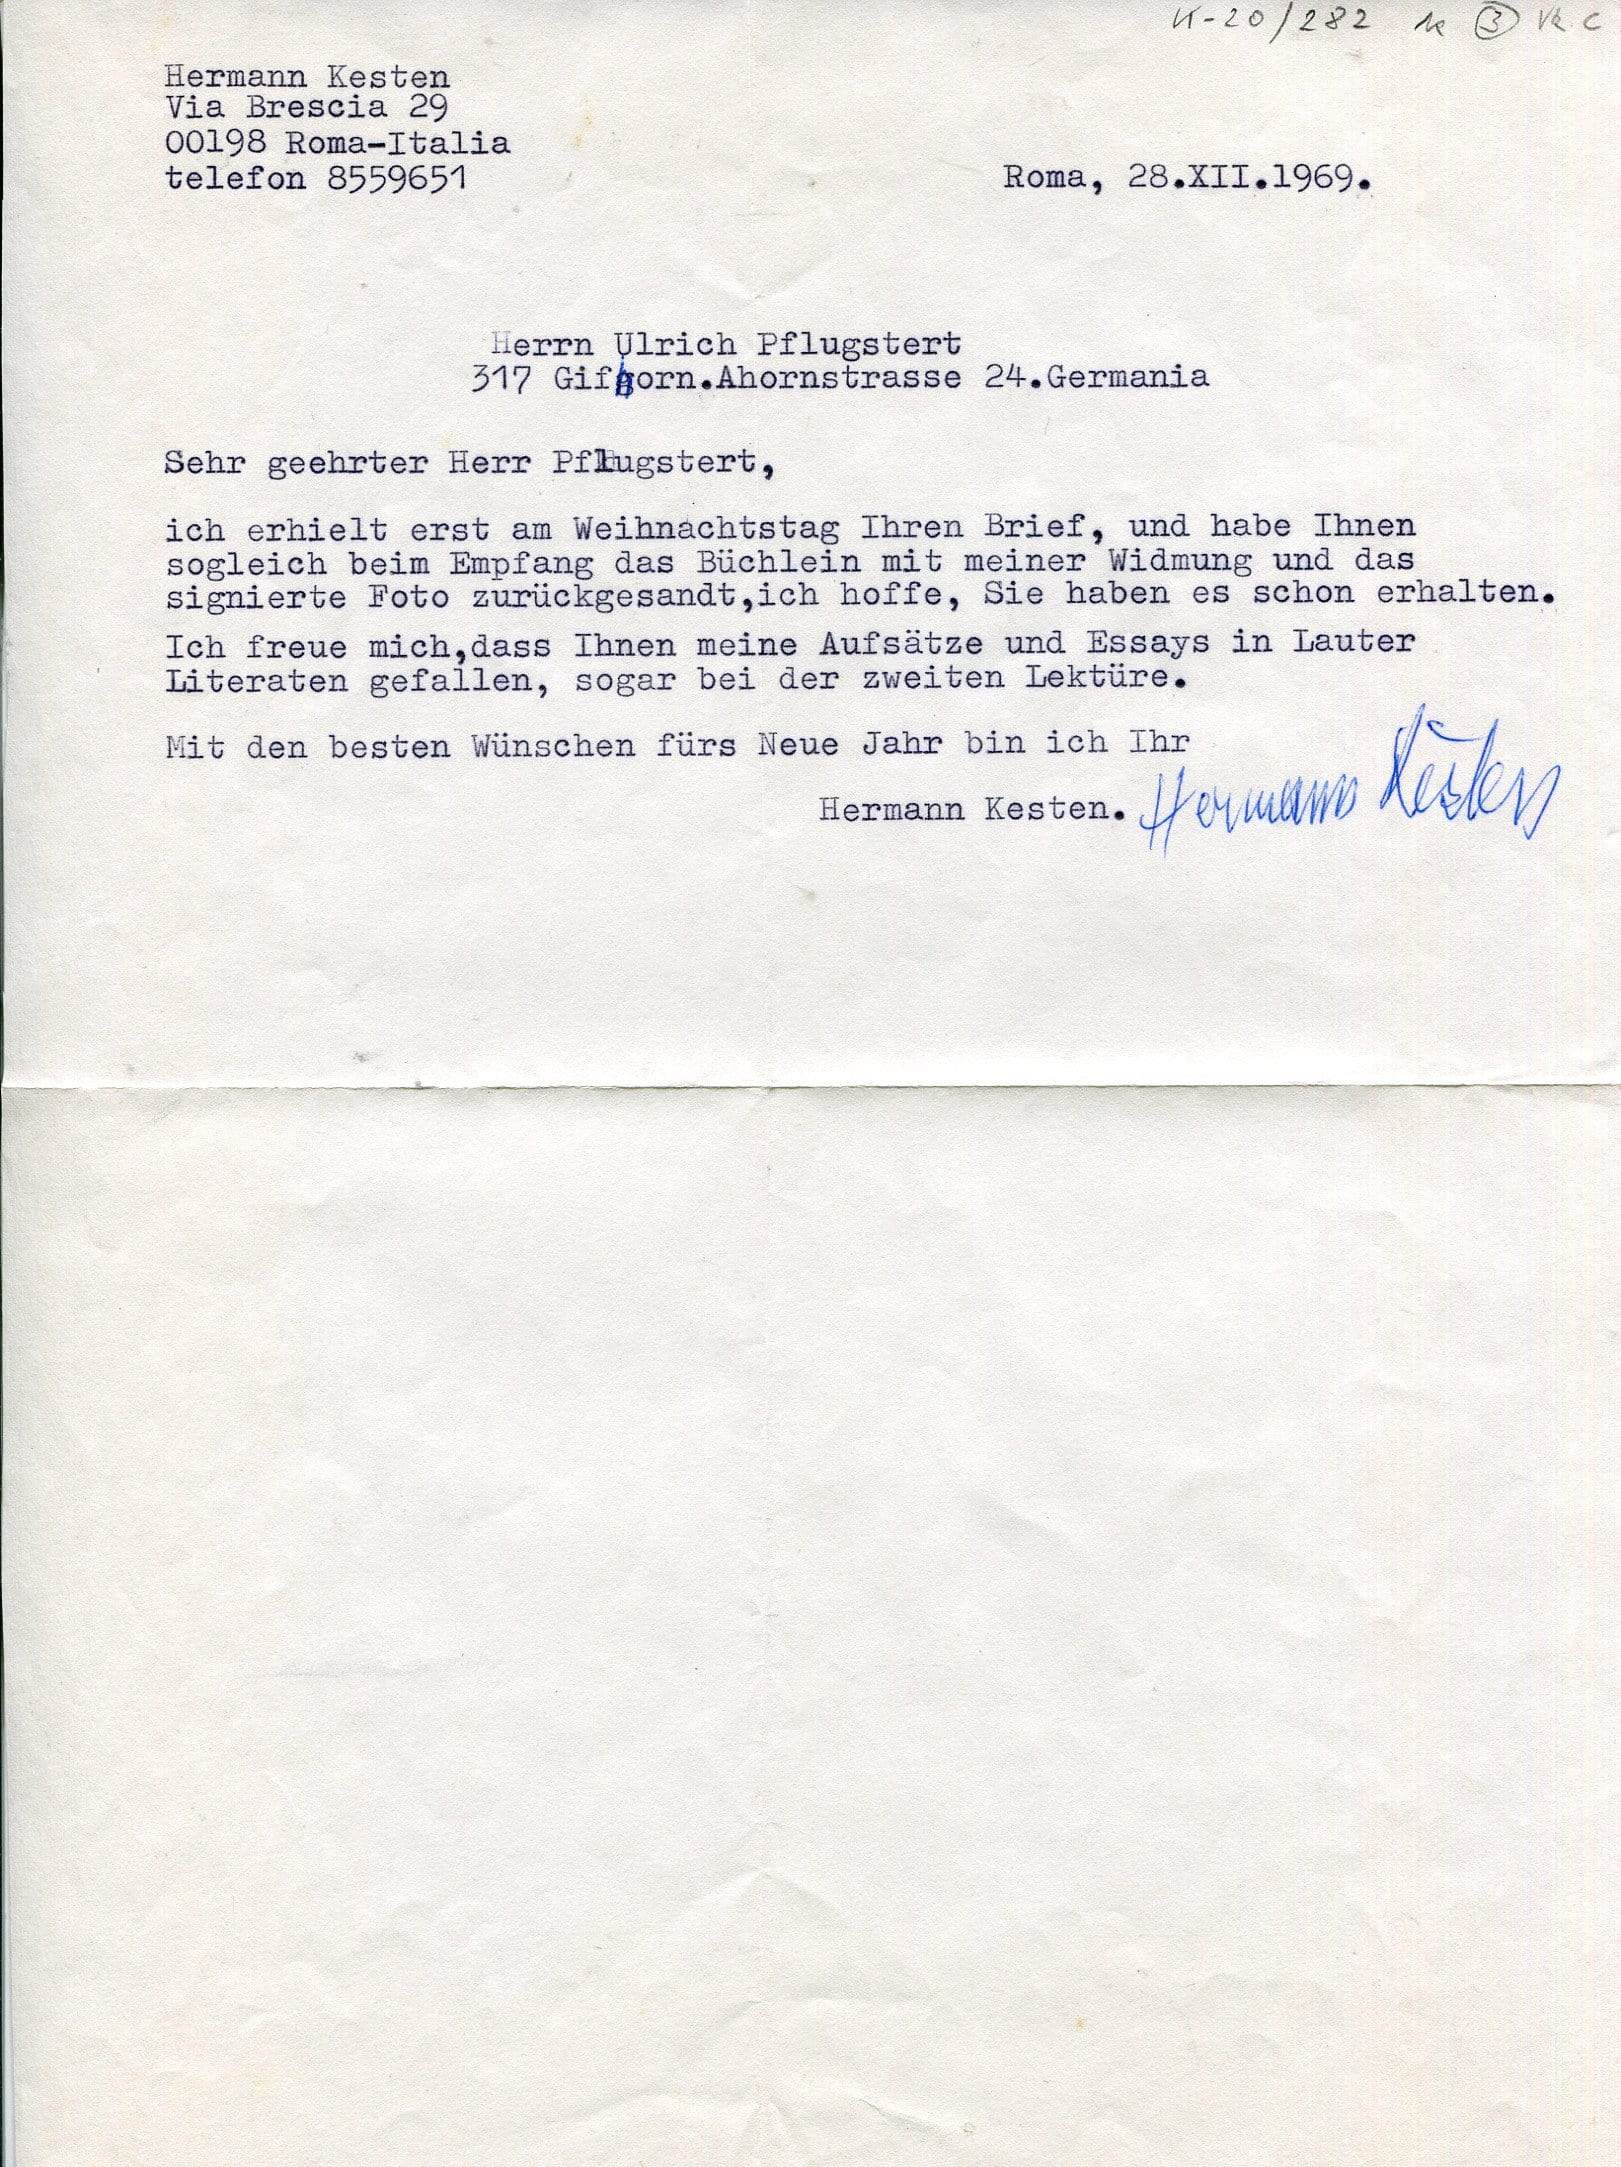 K-20/282
Hermann Kesten
Via Brescia 29
00198 Roma-Italia
telefon 8559651
Roma, 28.XII.1969.
Herrn Ulrich Pflugstert
317 Gifhorn.Ahornstrasse 24.Germania
Sehr geehrter Herr Pflugstert,
ich erhielt erst am Weihnachtstag Ihren Brief, und habe Ihnen
sogleich beim Empfang das Büchlein mit meiner Widmung und das
signierte Foto zurückgesandt,ich hoffe, Sie haben es schon erhalten.
Ich freue mich,dass Ihnen meine Aufsätze und Essays in Lauter
Literaten gefallen, sogar bei der zweiten Lektüre.
Mit den besten Wünschen fürs Neue Jahr bin ich Ihr
Hermann Kesten. Hermann Kesten